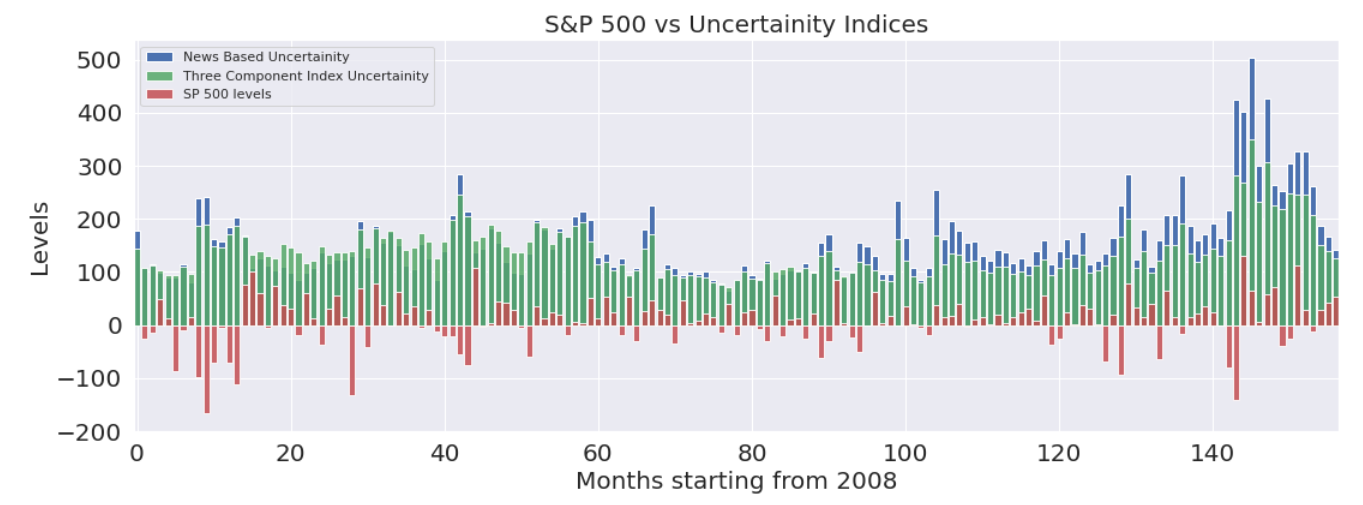 S&P 500 vs Uncertainity Indices
News Based Uncertainity
Three Component Index Uncertainity
SP 500 levels
500
400
300
200
100
0
−100
−200
Levels
0 20 40 60 80 100 120 140
Months starting from 2008